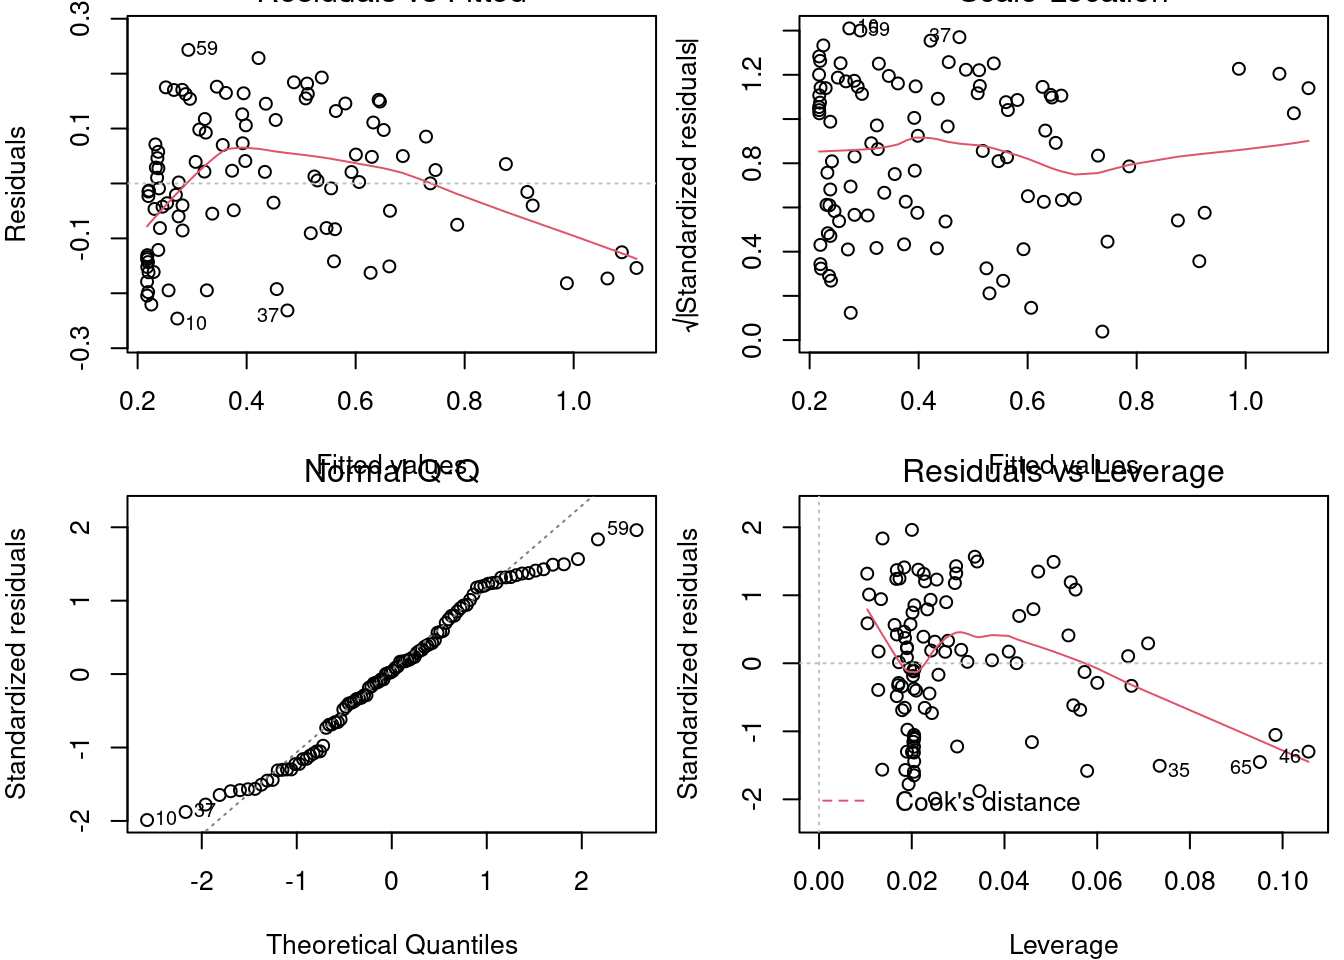 Residuals vs Fitted
Residuals
0.3
0.1
-0.1
-0.3
59
10
37
0.2 0.4 0.6 0.8 1.0
Fitted values
Scale-Location
√|Standardized residuals|
1.2
0.8
0.4
0.0
10
59
37
0.2 0.4 0.6 0.8 1.0
Fitted values
Normal Q-Q
Standardized residuals
2
1
0
-1
-2
59
37
10
-2 -1 0 1 2
Theoretical Quantiles
Residuals vs Leverage
Standardized residuals
2
1
0
-1
-2
46
65
35
Cook's distance
0.00 0.02 0.04 0.06 0.08 0.10
Leverage